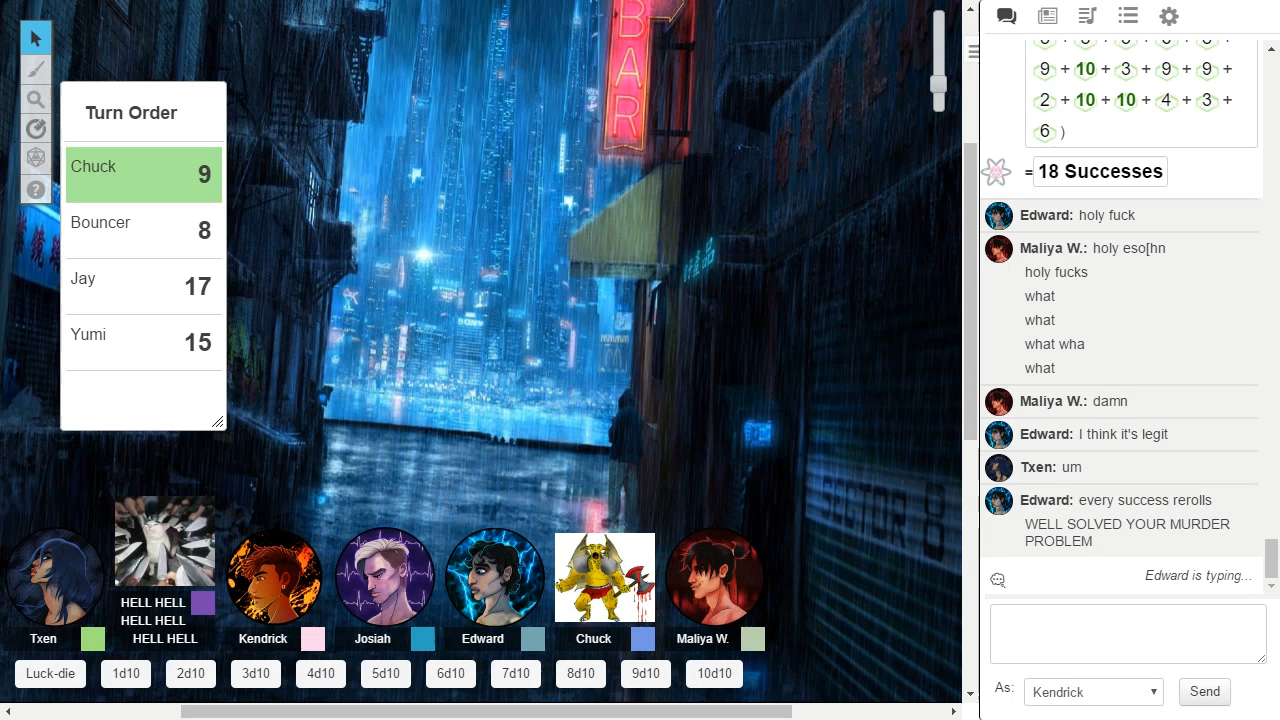 BAR
Turn Order
Chuck
9
Bouncer
8
Jay
17
Yumi
15
SECTOR 8
HELL HELL
HELL HELL
HELL HELL
Txen
Kendrick
Josiah
Edward
Chuck
Maliya W.
Luck-die
1d10
2d10
3d10
4d10
5d10
6d10
7d10
8d10
9d10
10d10
9 + 10 + 3 + 9 + 9 +
2 + 10 + 10 + 4 + 3 +
6 )
= 18 Successes
Edward: holy fuck
Maliya W.: holy eso[hn
holy fucks
what
what
what wha
what
Maliya W.: damn
Edward: I think it's legit
Txen: um
Edward: every success rerolls
WELL SOLVED YOUR MURDER
PROBLEM
Edward is typing...
As:
Kendrick
Send